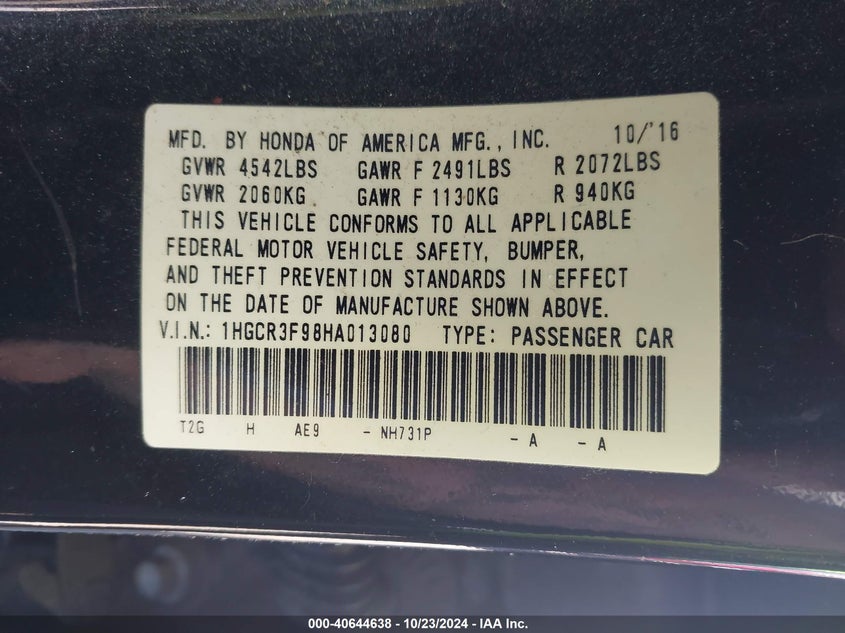 MFD. BY HONDA OF AMERICA MFG., INC. 10/'16
GVWR 4542LBS GAWR F 2491LBS R 2072LBS
GVWR 2060KG GAWR F 1130KG R 940KG
THIS VEHICLE CONFORMS TO ALL APPLICABLE
FEDERAL MOTOR VEHICLE SAFETY, BUMPER,
AND THEFT PREVENTION STANDARDS IN EFFECT
ON THE DATE OF MANUFACTURE SHOWN ABOVE.
V.I.N.: 1HGCR3F98HA013080 TYPE: PASSENGER CAR
T2G H AE9 - NH731P - A - A
000-40644638 - 10/23/2024 - IAA Inc.